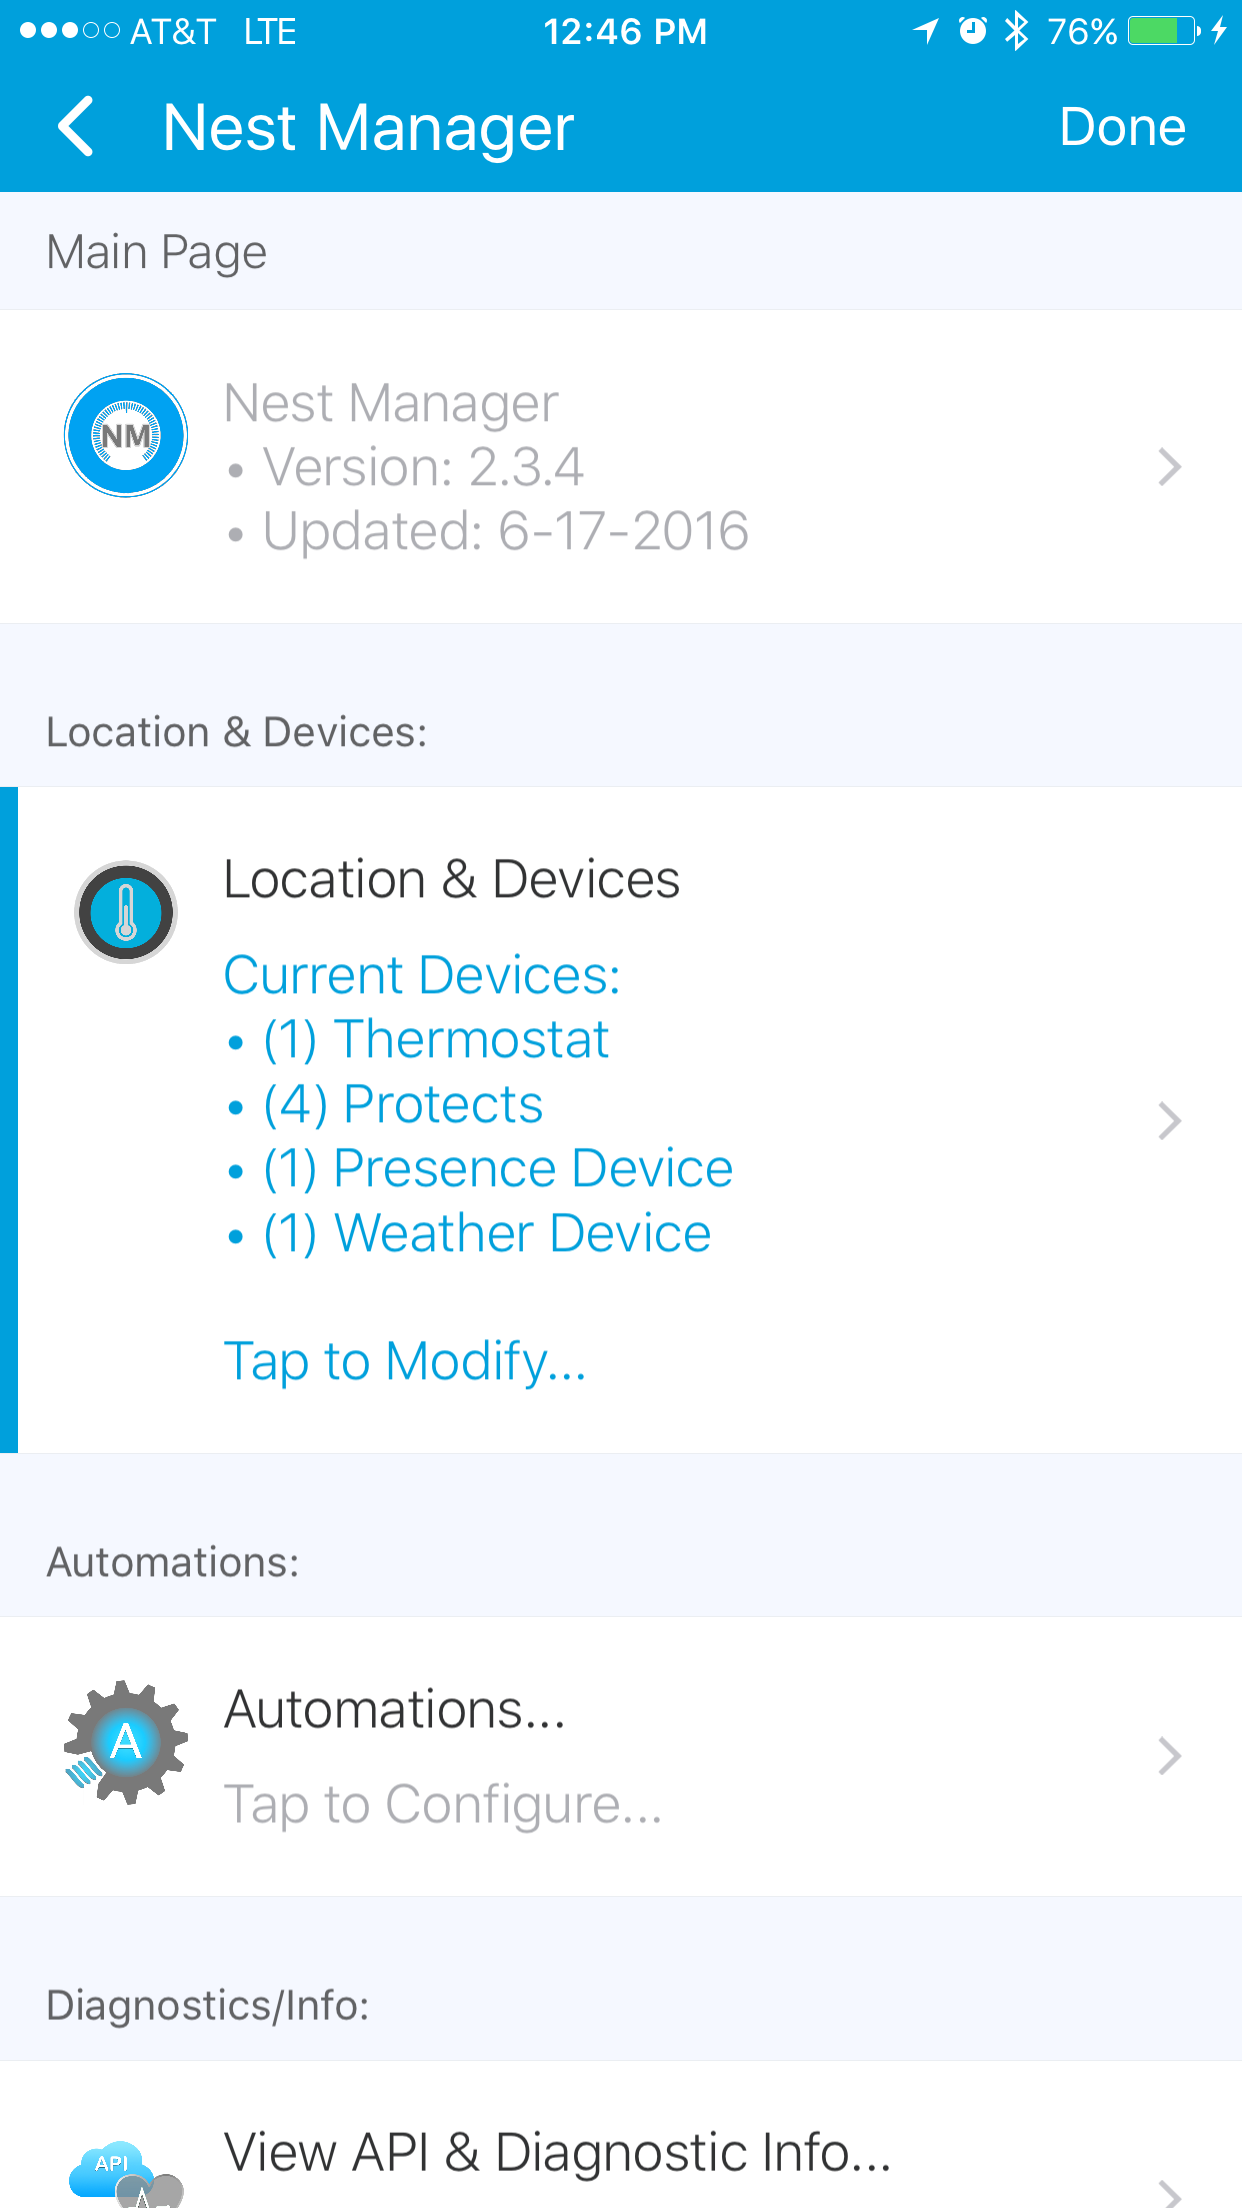 AT&T LTE 12:46 PM 76%
Nest Manager Done
Main Page
NM
Nest Manager
• Version: 2.3.4
• Updated: 6-17-2016
Location & Devices:
Location & Devices
Current Devices:
• (1) Thermostat
• (4) Protects
• (1) Presence Device
• (1) Weather Device
Tap to Modify...
Automations:
A
Automations...
Tap to Configure...
Diagnostics/Info:
API
View API & Diagnostic Info...